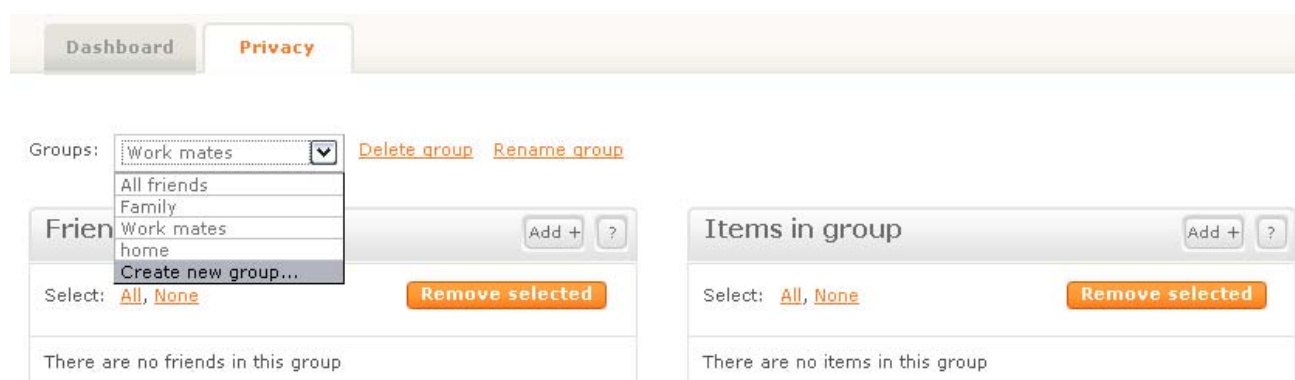 Dashboard Privacy
Groups: Work mates Delete group Rename group
All friends
Family
Work mates
home
Create new group...
Frien Add + ?
Select: All, None Remove selected
There are no friends in this group
Items in group Add + ?
Select: All, None Remove selected
There are no items in this group